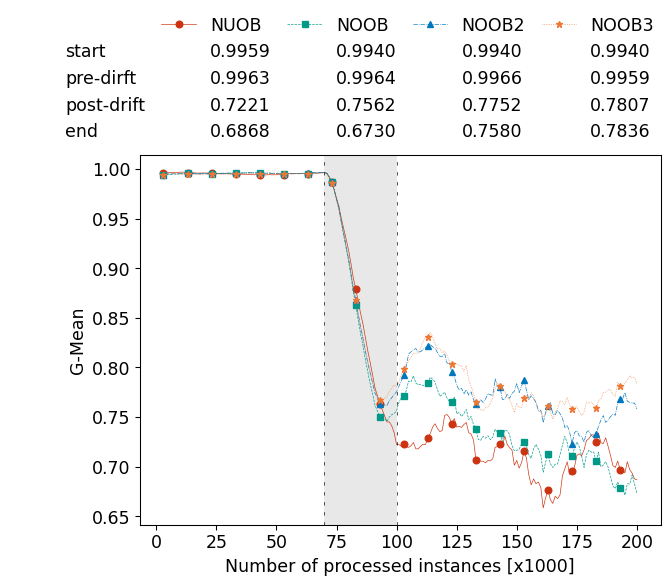 NUOB NOOB NOOB2 NOOB3
start 0.9959 0.9940 0.9940 0.9940
pre-dirft 0.9963 0.9964 0.9966 0.9959
post-drift 0.7221 0.7562 0.7752 0.7807
end 0.6868 0.6730 0.7580 0.7836
1.00
0.95
0.90
0.85
0.80
0.75
0.70
0.65
G-Mean
0 25 50 75 100 125 150 175 200
Number of processed instances [x1000]